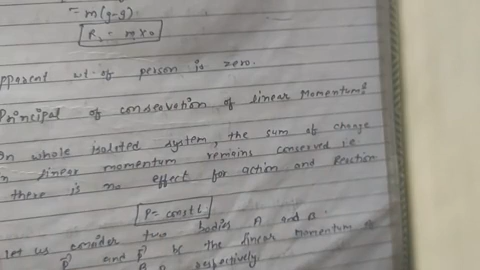 = m(g-g)
R₂ = m×0
apparent wt. of person is zero.
Principal of conservation of linear Momentum:
In whole isolated system, the sum of change
in linear momentum remains conserved i.e
there is no effect for action and Reaction
P = constt.
let us consider two bodies A and B.
P⃗ and P⃗ be the linear Momentum of
respectively